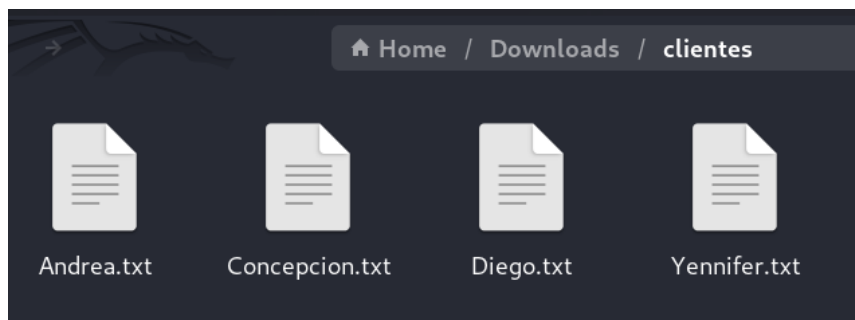 Home / Downloads / clientes
Andrea.txt Concepcion.txt Diego.txt Yennifer.txt